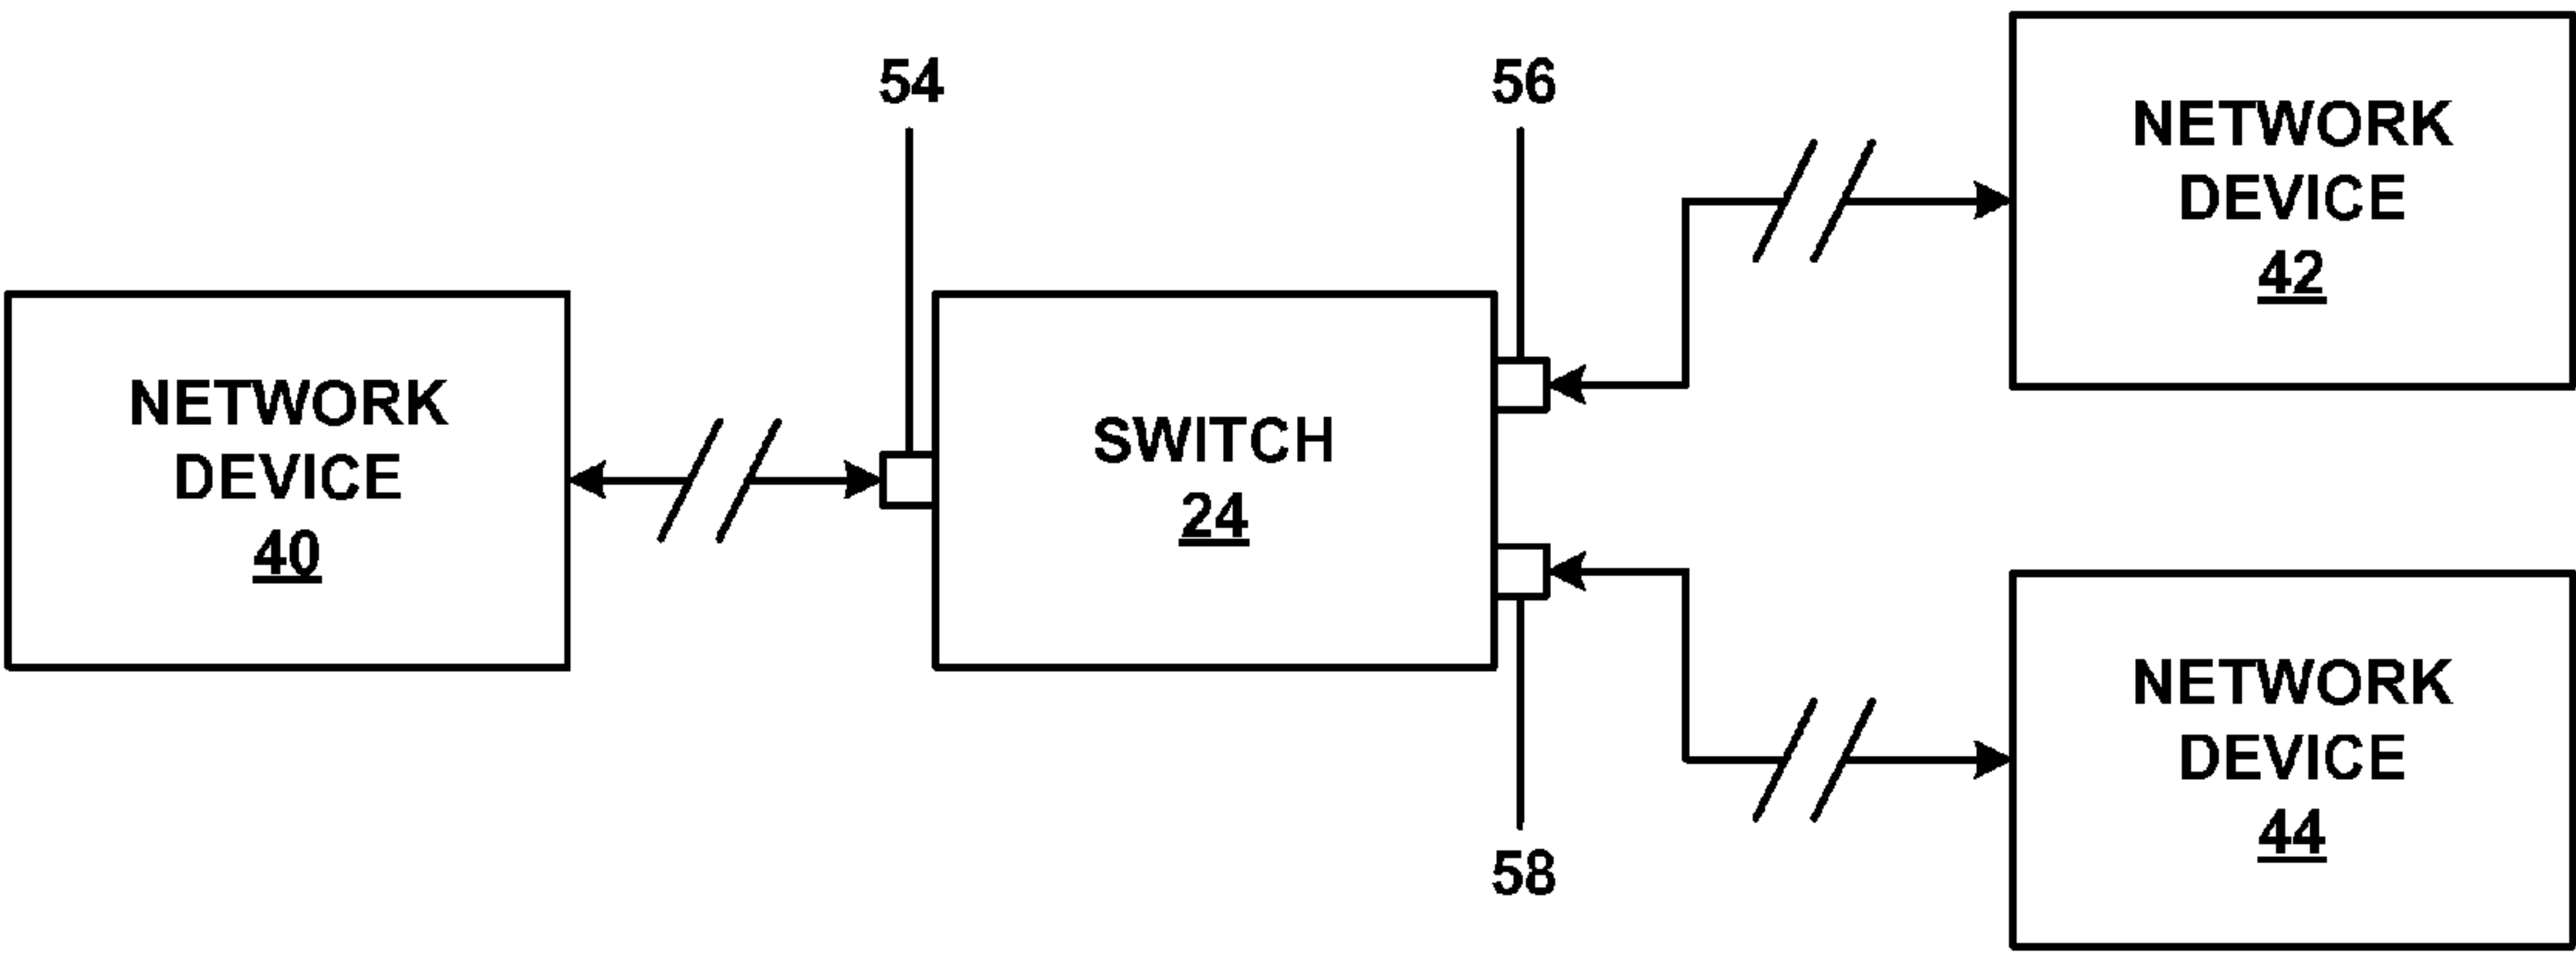 54
56
NETWORK
DEVICE
42
NETWORK
DEVICE
40
SWITCH
24
NETWORK
DEVICE
44
58